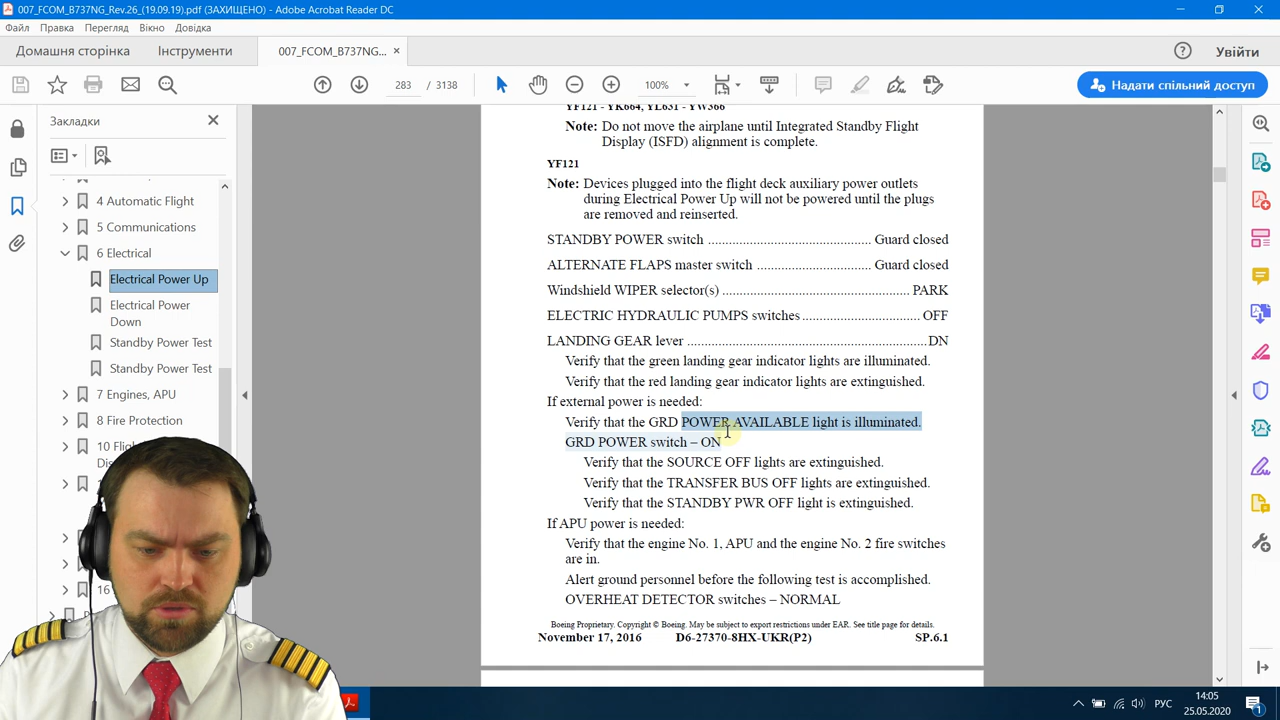 007_FCOM_B737NG_Rev.26_(19.09.19).pdf (ЗАХИЩЕНО) - Adobe Acrobat Reader DC
Файл Правка Перегляд Вікно Довідка
Домашня сторінка Інструменти 007_FCOM_B737NG... × Увійти
283 / 3138 100% Надати спільний доступ
Закладки
4 Automatic Flight
5 Communications
6 Electrical
Electrical Power Up
Electrical Power
Down
Standby Power Test
Standby Power Test
7 Engines, APU
8 Fire Protection
10 Flight
16
YF121 - YK664, YL631 - YW366
Note: Do not move the airplane until Integrated Standby Flight
Display (ISFD) alignment is complete.
YF121
Note: Devices plugged into the flight deck auxiliary power outlets
during Electrical Power Up will not be powered until the plugs
are removed and reinserted.
STANDBY POWER switch ........................................ Guard closed
ALTERNATE FLAPS master switch ............................ Guard closed
Windshield WIPER selector(s) .............................................. PARK
ELECTRIC HYDRAULIC PUMPS switches ............................ OFF
LANDING GEAR lever ...........................................................DN
Verify that the green landing gear indicator lights are illuminated.
Verify that the red landing gear indicator lights are extinguished.
If external power is needed:
Verify that the GRD POWER AVAILABLE light is illuminated.
GRD POWER switch – ON
Verify that the SOURCE OFF lights are extinguished.
Verify that the TRANSFER BUS OFF lights are extinguished.
Verify that the STANDBY PWR OFF light is extinguished.
If APU power is needed:
Verify that the engine No. 1, APU and the engine No. 2 fire switches
are in.
Alert ground personnel before the following test is accomplished.
OVERHEAT DETECTOR switches – NORMAL
Boeing Proprietary. Copyright © Boeing. May be subject to export restrictions under EAR. See title page for details.
November 17, 2016 D6-27370-8HX-UKR(P2) SP.6.1
РУС
14:05
25.05.2020
1